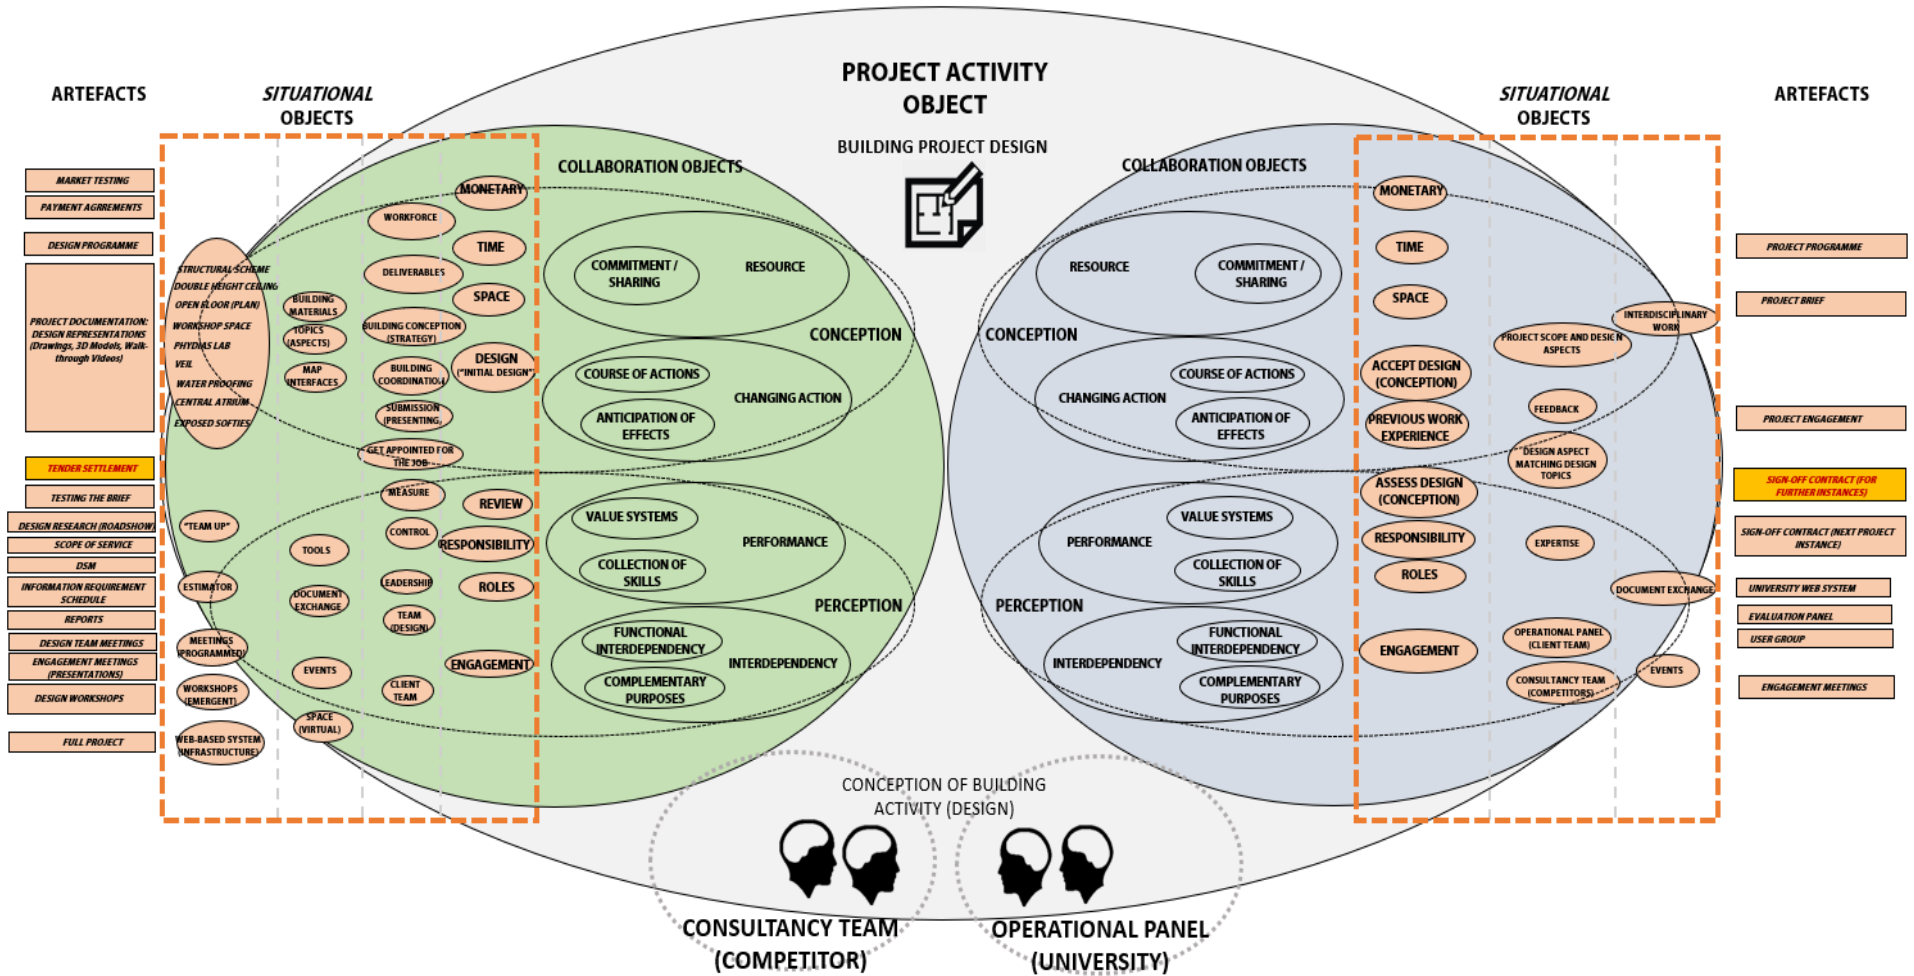 PROJECT ACTIVITY
OBJECT
BUILDING PROJECT DESIGN
ARTEFACTS
SITUATIONAL
OBJECTS
MARKET TESTING
PAYMENT AGRREMENTS
DESIGN PROGRAMME
PROJECT DOCUMENTATION:
DESIGN REPRESENTATIONS
(Drawings, 3D Models, Walk-
through Videos)
TENDER SETTLEMENT
TESTING THE BRIEF
DESIGN RESEARCH (ROADSHOW)
SCOPE OF SERVICE
DSM
INFORMATION REQUIREMENT
SCHEDULE
REPORTS
DESIGN TEAM MEETINGS
ENGAGEMENT MEETINGS
(PRESENTATIONS)
DESIGN WORKSHOPS
FULL PROJECT
STRUCTURAL SCHEME
DOUBLE HEIGHT CEILING
OPEN FLOOR (PLAN)
WORKSHOP SPACE
PHYDIAS LAB
VEIL
WATER PROOFING
CENTRAL ATRIUM
EXPOSED SOFTIES
"TEAM UP"
ESTIMATOR
MEETINGS
(PROGRAMMED)
WORKSHOPS
(EMERGENT)
WEB-BASED SYSTEM
(INFRASTRUCTURE)
BUILDING
MATERIALS
TOPICS
(ASPECTS)
MAP
INTERFACES
TOOLS
DOCUMENT
EXCHANGE
EVENTS
SPACE
(VIRTUAL)
WORKFORCE
DELIVERABLES
BUILDING CONCEPTION
(STRATEGY)
BUILDING
COORDINATION
SUBMISSION
(PRESENTING)
GET APPOINTED FOR
THE JOB
MEASURE
CONTROL
LEADERSHIP
TEAM
(DESIGN)
CLIENT
TEAM
MONETARY
TIME
SPACE
DESIGN
("INITIAL DESIGN")
REVIEW
RESPONSIBILITY
ROLES
ENGAGEMENT
COLLABORATION OBJECTS
COMMITMENT /
SHARING
RESOURCE
CONCEPTION
COURSE OF ACTIONS
CHANGING ACTION
ANTICIPATION OF
EFFECTS
VALUE SYSTEMS
PERFORMANCE
COLLECTION OF
SKILLS
PERCEPTION
FUNCTIONAL
INTERDEPENDENCY
INTERDEPENDENCY
COMPLEMENTARY
PURPOSES
COLLABORATION OBJECTS
RESOURCE
COMMITMENT /
SHARING
CONCEPTION
COURSE OF ACTIONS
CHANGING ACTION
ANTICIPATION OF
EFFECTS
VALUE SYSTEMS
PERFORMANCE
COLLECTION OF
SKILLS
PERCEPTION
FUNCTIONAL
INTERDEPENDENCY
INTERDEPENDENCY
COMPLEMENTARY
PURPOSES
SITUATIONAL
OBJECTS
MONETARY
TIME
SPACE
ACCEPT DESIGN
(CONCEPTION)
PREVIOUS WORK
EXPERIENCE
ASSESS DESIGN
(CONCEPTION)
RESPONSIBILITY
ROLES
ENGAGEMENT
PROJECT SCOPE AND DESIGN
ASPECTS
FEEDBACK
DESIGN ASPECT
MATCHING DESIGN
TOPICS
EXPERTISE
OPERATIONAL PANEL
(CLIENT TEAM)
CONSULTANCY TEAM
(COMPETITORS)
INTERDISCIPLINARY
WORK
DOCUMENT EXCHANGE
EVENTS
ARTEFACTS
PROJECT PROGRAMME
PROJECT BRIEF
PROJECT ENGAGEMENT
SIGN-OFF CONTRACT (FOR
FURTHER INSTANCES)
SIGN-OFF CONTRACT (NEXT PROJECT
INSTANCE)
UNIVERSITY WEB SYSTEM
EVALUATION PANEL
USER GROUP
ENGAGEMENT MEETINGS
CONCEPTION OF BUILDING
ACTIVITY (DESIGN)
CONSULTANCY TEAM
(COMPETITOR)
OPERATIONAL PANEL
(UNIVERSITY)